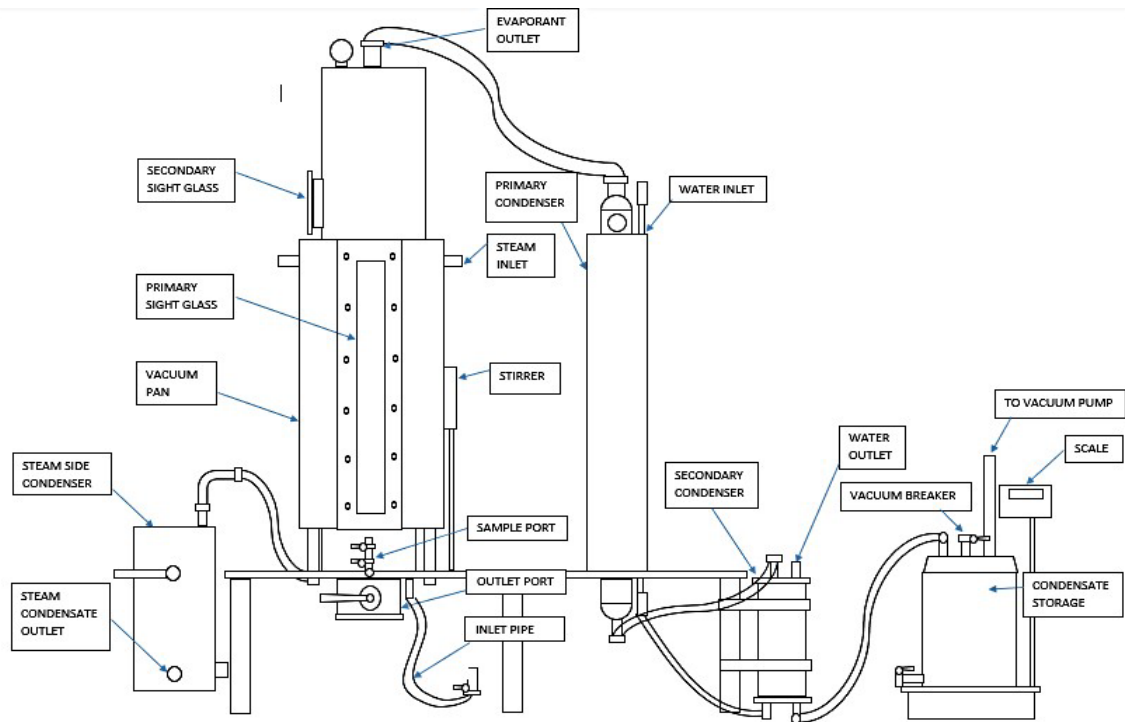 EVAPORANT
OUTLET
SECONDARY
SIGHT GLASS
PRIMARY
CONDENSER
WATER INLET
STEAM
INLET
PRIMARY
SIGHT GLASS
VACUUM
PAN
STIRRER
TO VACUUM PUMP
WATER
OUTLET
SCALE
STEAM SIDE
CONDENSER
SECONDARY
CONDENSER
VACUUM BREAKER
SAMPLE PORT
OUTLET PORT
CONDENSATE
STORAGE
STEAM
CONDENSATE
OUTLET
INLET PIPE